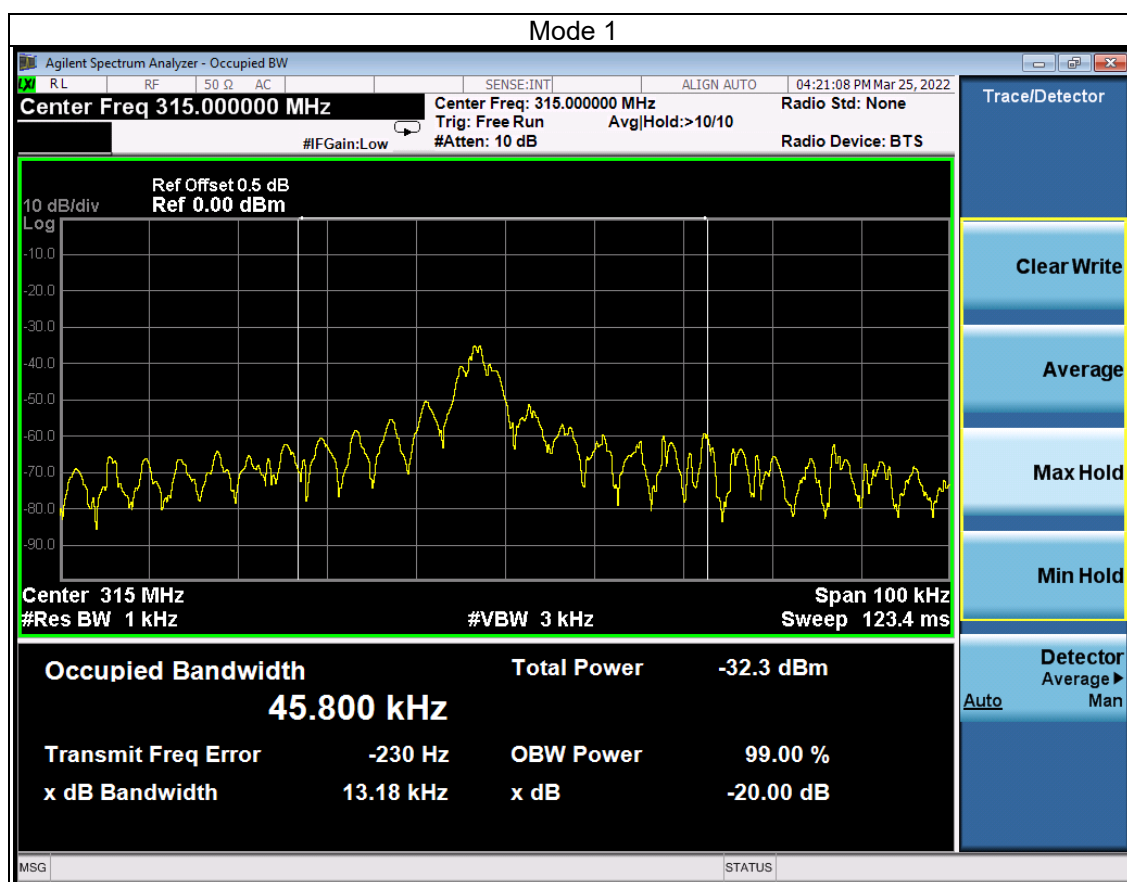 Mode 1
Agilent Spectrum Analyzer - Occupied BW
LXI RL RF 50 Ω AC SENSE:INT ALIGN AUTO 04:21:08 PM Mar 25, 2022
Center Freq 315.000000 MHz
Center Freq: 315.000000 MHz Radio Std: None
Trig: Free Run Avg|Hold:>10/10
#IFGain:Low #Atten: 10 dB Radio Device: BTS
Trace/Detector
Ref Offset 0.5 dB
10 dB/div Ref 0.00 dBm
Log
-10.0
-20.0
-30.0
-40.0
-50.0
-60.0
-70.0
-80.0
-90.0
Center 315 MHz Span 100 kHz
#Res BW 1 kHz #VBW 3 kHz Sweep 123.4 ms
Clear Write
Average
Max Hold
Min Hold
Detector
Average▶
Auto Man
Occupied Bandwidth Total Power -32.3 dBm
45.800 kHz
Transmit Freq Error -230 Hz OBW Power 99.00 %
x dB Bandwidth 13.18 kHz x dB -20.00 dB
MSG STATUS